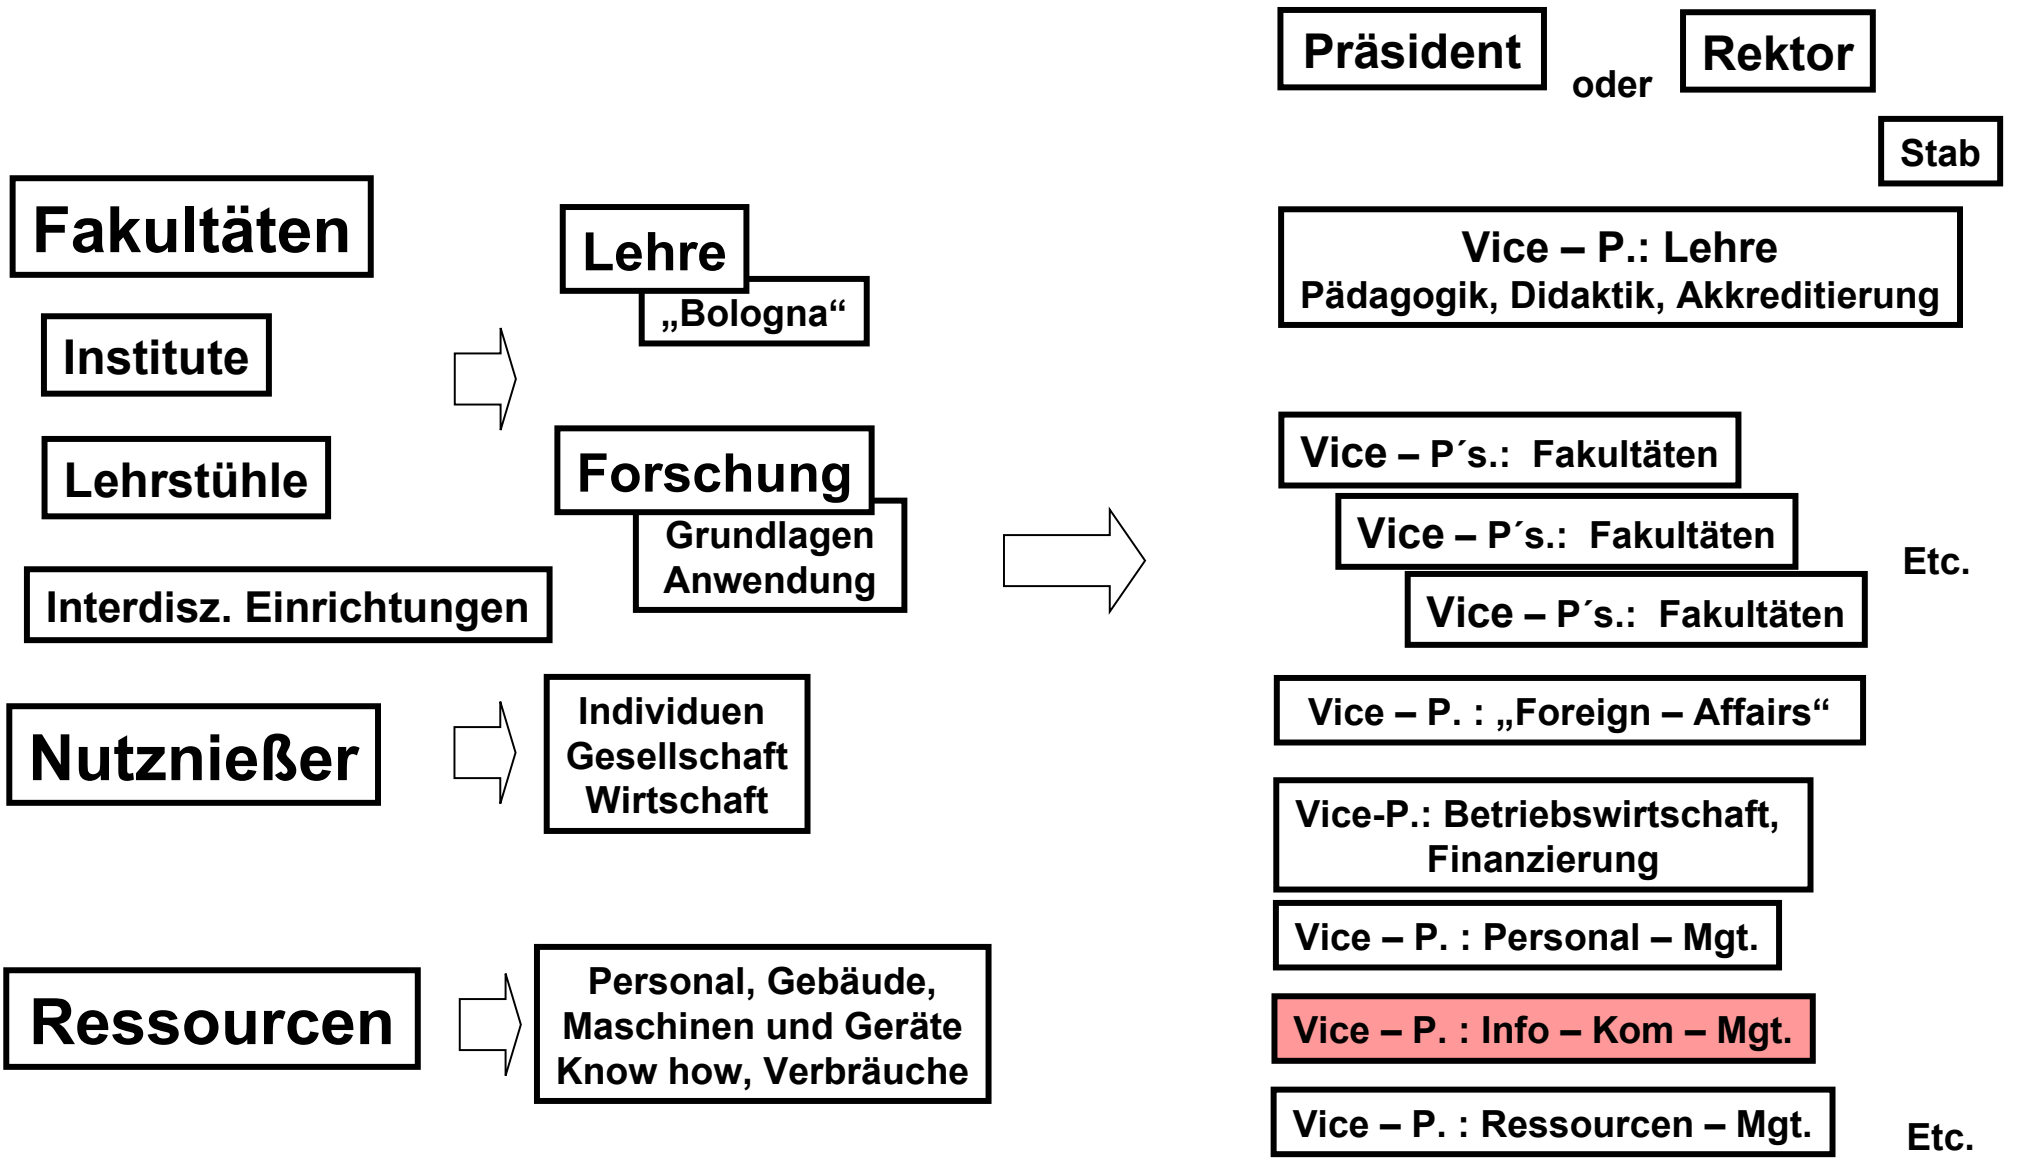 Präsident
oder
Rektor
Stab
Fakultäten
Institute
Lehrstühle
Interdisz. Einrichtungen
Nutznießer
Ressourcen
Lehre
„Bologna“
Forschung
Grundlagen
Anwendung
Individuen
Gesellschaft
Wirtschaft
Personal, Gebäude,
Maschinen und Geräte
Know how, Verbräuche
Vice – P.: Lehre
Pädagogik, Didaktik, Akkreditierung
Vice – P´s.: Fakultäten
Vice – P´s.: Fakultäten
Vice – P´s.: Fakultäten
Etc.
Vice – P. : „Foreign – Affairs“
Vice-P.: Betriebswirtschaft,
Finanzierung
Vice – P. : Personal – Mgt.
Vice – P. : Info – Kom – Mgt.
Vice – P. : Ressourcen – Mgt.
Etc.